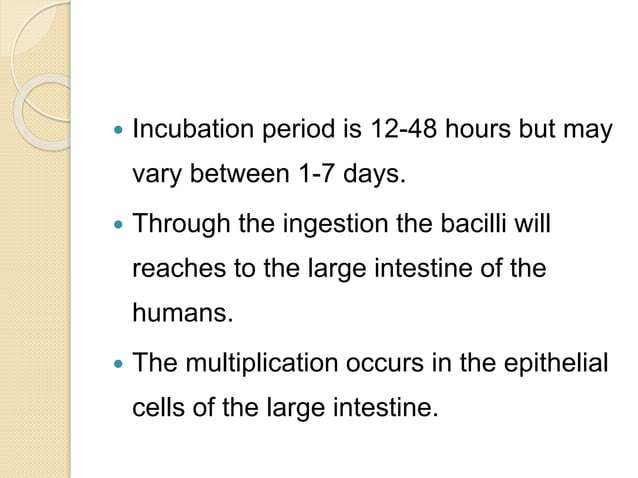 • Incubation period is 12-48 hours but may
vary between 1-7 days.
• Through the ingestion the bacilli will
reaches to the large intestine of the
humans.
• The multiplication occurs in the epithelial
cells of the large intestine.